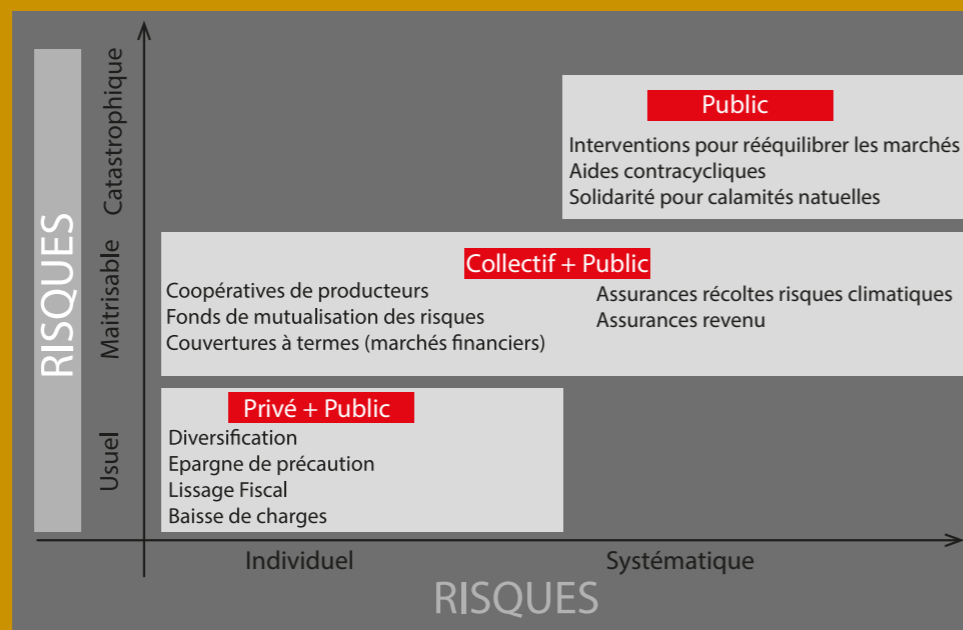 RISQUES
Catastrophique
Maitrisable
Usuel
Public
Interventions pour rééquilibrer les marchés
Aides contracycliques
Solidarité pour calamités natuelles
Collectif + Public
Coopératives de producteurs
Fonds de mutualisation des risques
Couvertures à termes (marchés financiers)
Assurances récoltes risques climatiques
Assurances revenu
Privé + Public
Diversification
Epargne de précaution
Lissage Fiscal
Baisse de charges
Individuel
Systématique
RISQUES